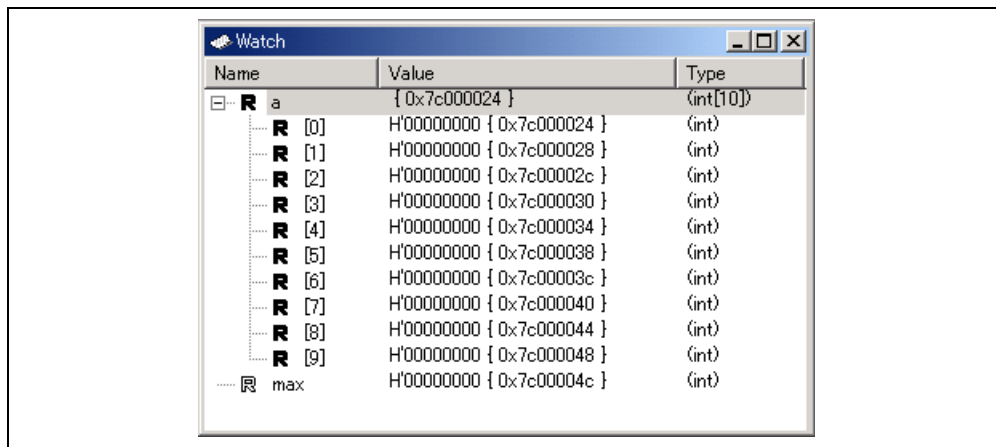 Watch
Name Value Type
R a { 0x7c000024 } (int[10])
R [0] H'00000000 { 0x7c000024 } (int)
R [1] H'00000000 { 0x7c000028 } (int)
R [2] H'00000000 { 0x7c00002c } (int)
R [3] H'00000000 { 0x7c000030 } (int)
R [4] H'00000000 { 0x7c000034 } (int)
R [5] H'00000000 { 0x7c000038 } (int)
R [6] H'00000000 { 0x7c00003c } (int)
R [7] H'00000000 { 0x7c000040 } (int)
R [8] H'00000000 { 0x7c000044 } (int)
R [9] H'00000000 { 0x7c000048 } (int)
R max H'00000000 { 0x7c00004c } (int)